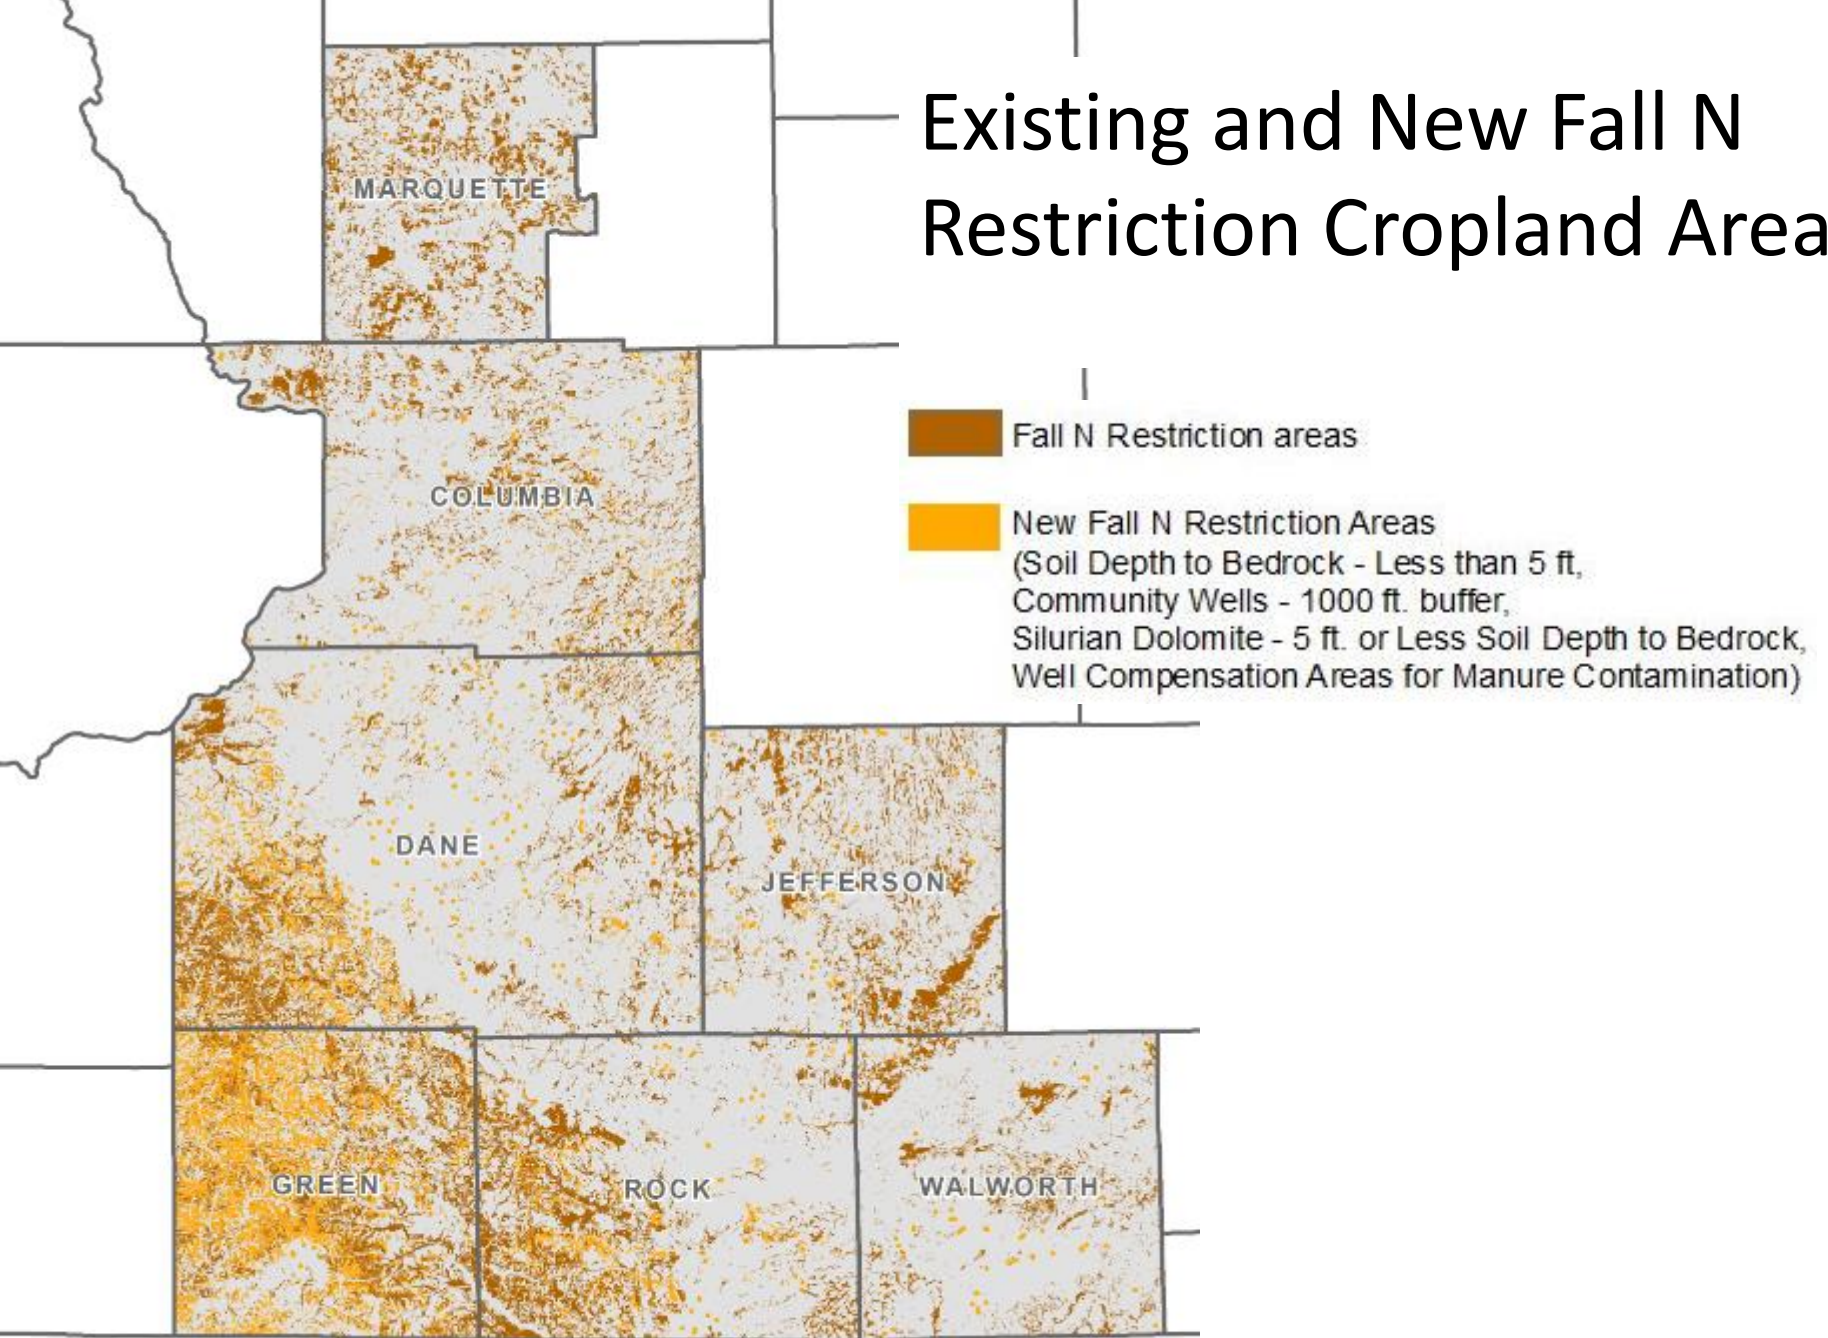 Existing and New Fall N
Restriction Cropland Area
MARQUETTE
Fall N Restriction areas
COLUMBIA
New Fall N Restriction Areas
(Soil Depth to Bedrock - Less than 5 ft,
Community Wells - 1000 ft. buffer,
Silurian Dolomite - 5 ft. or Less Soil Depth to Bedrock,
Well Compensation Areas for Manure Contamination)
DANE
JEFFERSON
GREEN
ROCK
WALWORTH